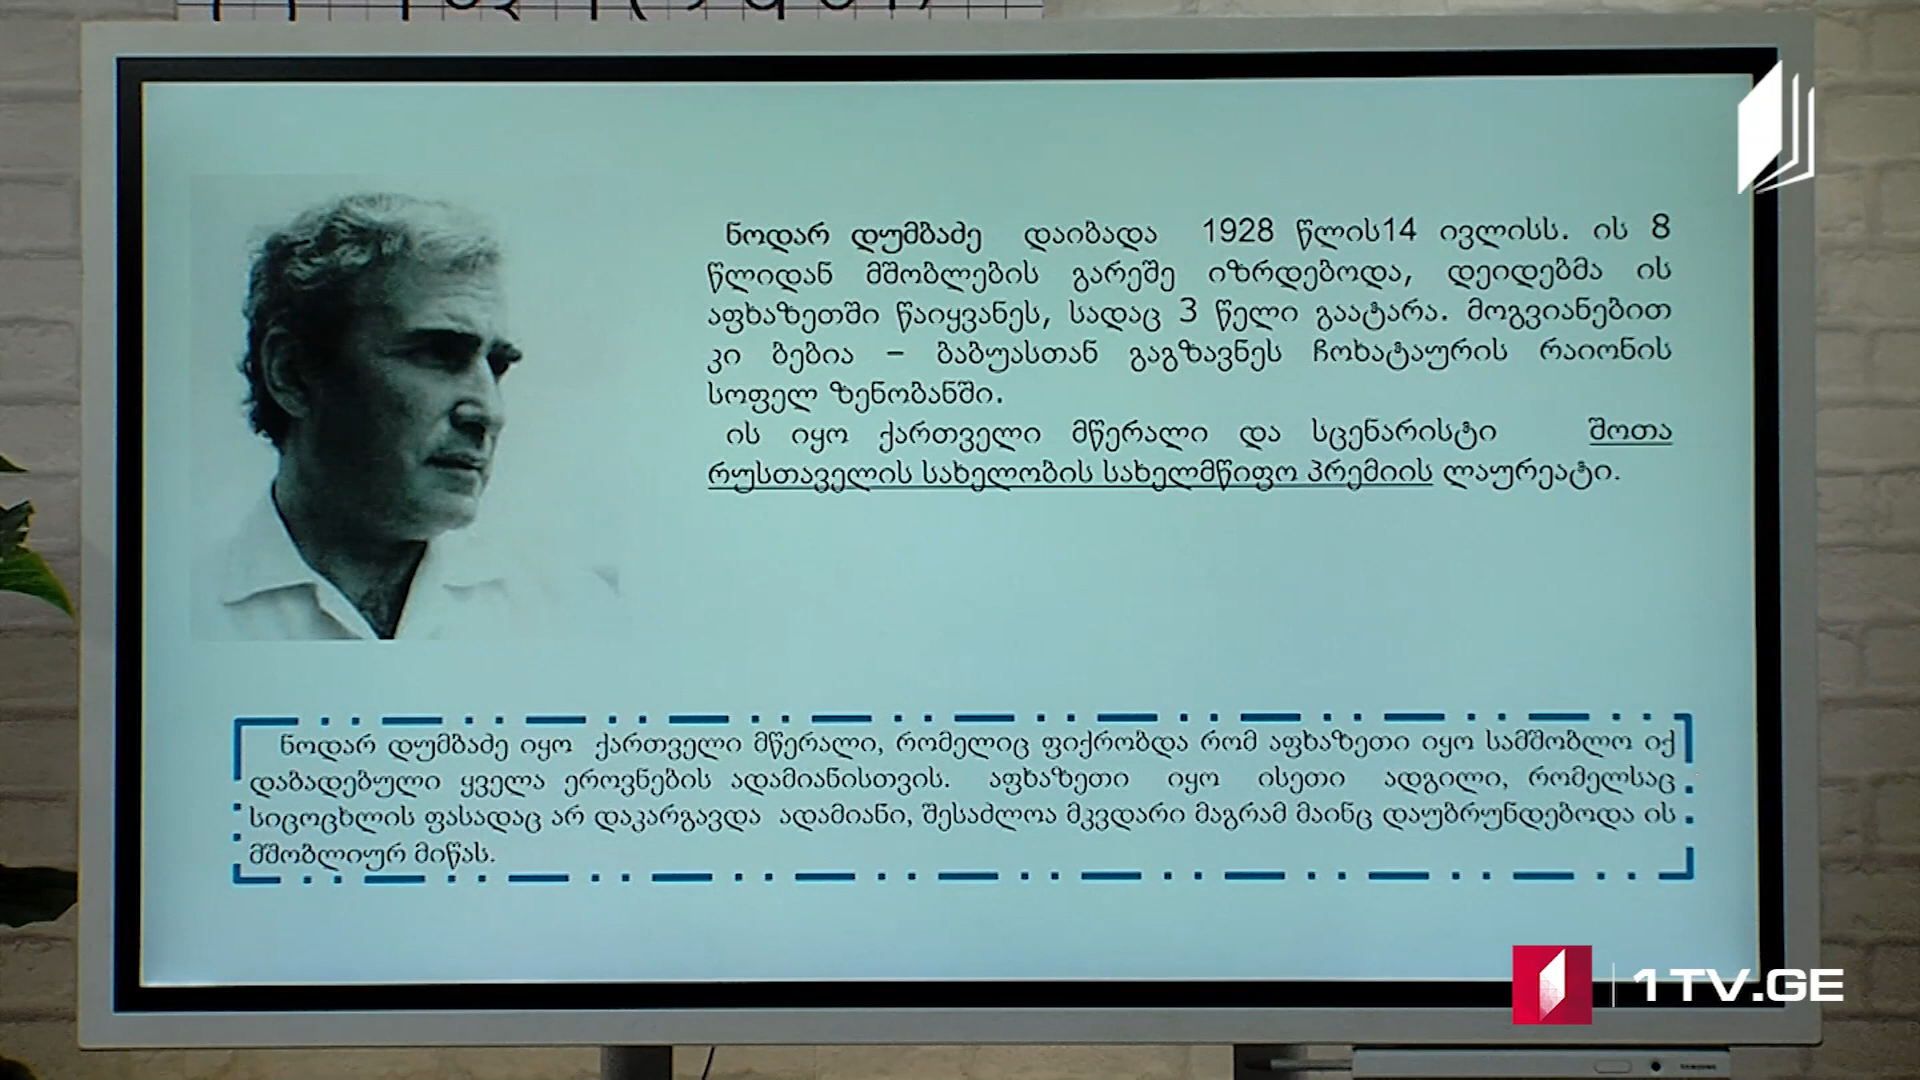 ნოდარ დუმბაძე დაიბადა 1928 წლის14 ივლისს. ის 8
წლიდან მშობლების გარეშე იზრდებოდა, დეიდებმა ის
აფხაზეთში წაიყვანეს, სადაც 3 წელი გაატარა. მოგვიანებით
კი ბებია – ბაბუასთან გაგზავნეს ჩოხატაურის რაიონის
სოფელ ზენობანში.
ის იყო ქართველი მწერალი და სცენარისტი შოთა
რუსთაველის სახელობის სახელმწიფო პრემიის ლაურეატი.
ნოდარ დუმბაძე იყო ქართველი მწერალი, რომელიც ფიქრობდა რომ აფხაზეთი იყო სამშობლო იქ
დაბადებული ყველა ეროვნების ადამიანისთვის. აფხაზეთი იყო ისეთი ადგილი, რომელსაც
სიცოცხლის ფასადაც არ დაკარგავდა ადამიანი, შესაძლოა მკვდარი მაგრამ მაინც დაუბრუნდებოდა ის
მშობლიურ მიწას.
1TV.GE
SAMSUNG